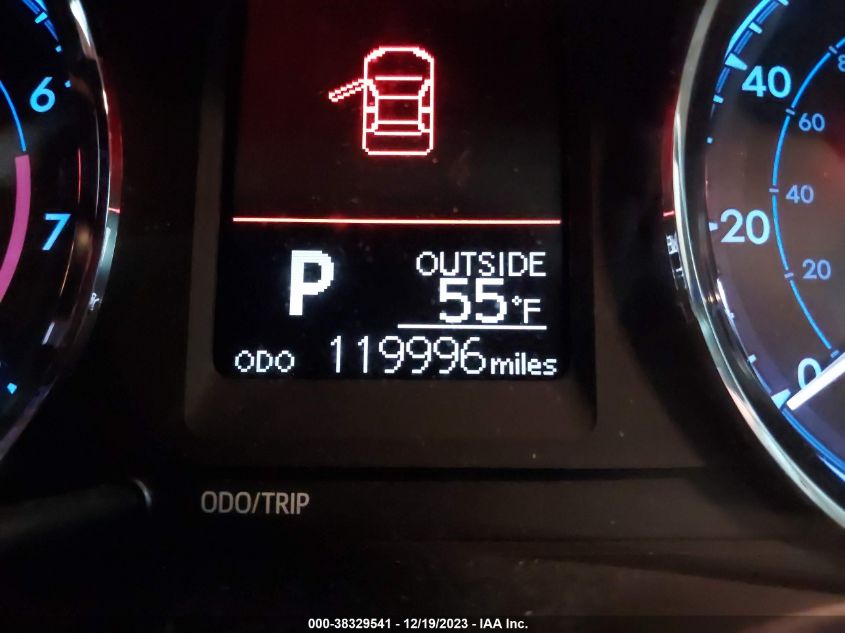 6
7
P
OUTSIDE
55°F
ODO 119996 miles
40
20
0
60
40
20
ODO/TRIP
000-38329541 - 12/19/2023 - IAA Inc.